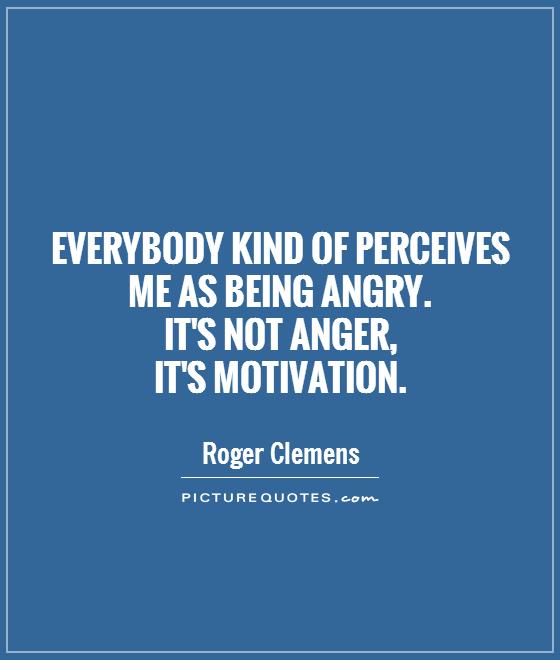 EVERYBODY KIND OF PERCEIVES
ME AS BEING ANGRY.
IT'S NOT ANGER,
IT'S MOTIVATION.
Roger Clemens
PICTUREQUOTES.com